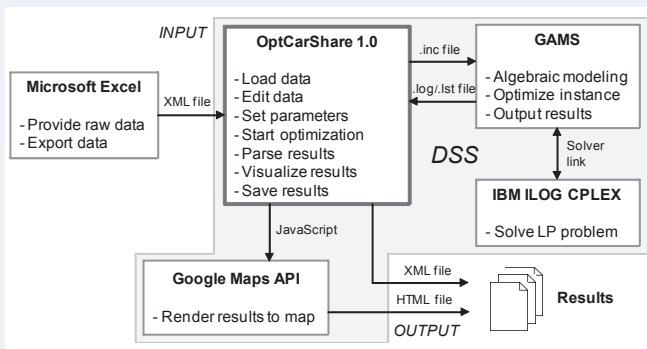 INPUT
OptCarShare 1.0
- Load data
- Edit data
- Set parameters
- Start optimization
- Parse results
- Visualize results
- Save results
.inc file
.log/.lst file
GAMS
- Algebraic modeling
- Optimize instance
- Output results
Microsoft Excel
- Provide raw data
- Export data
XML file
DSS
Solver
link
IBM ILOG CPLEX
- Solve LP problem
JavaScript
Google Maps API
- Render results to map
XML file
HTML file
OUTPUT
Results